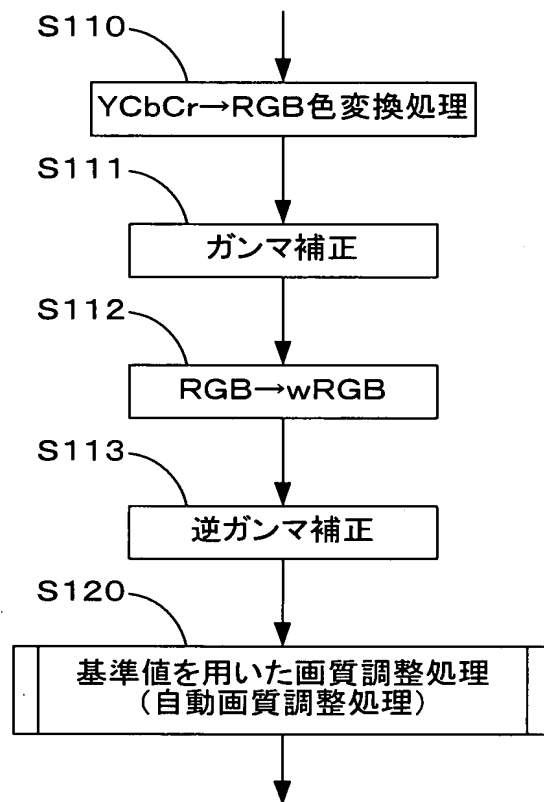 S110
YCbCr→RGB色変換処理
S111
ガンマ補正
S112
RGB→wRGB
S113
逆ガンマ補正
S120
基準値を用いた画質調整処理
(自動画質調整処理)